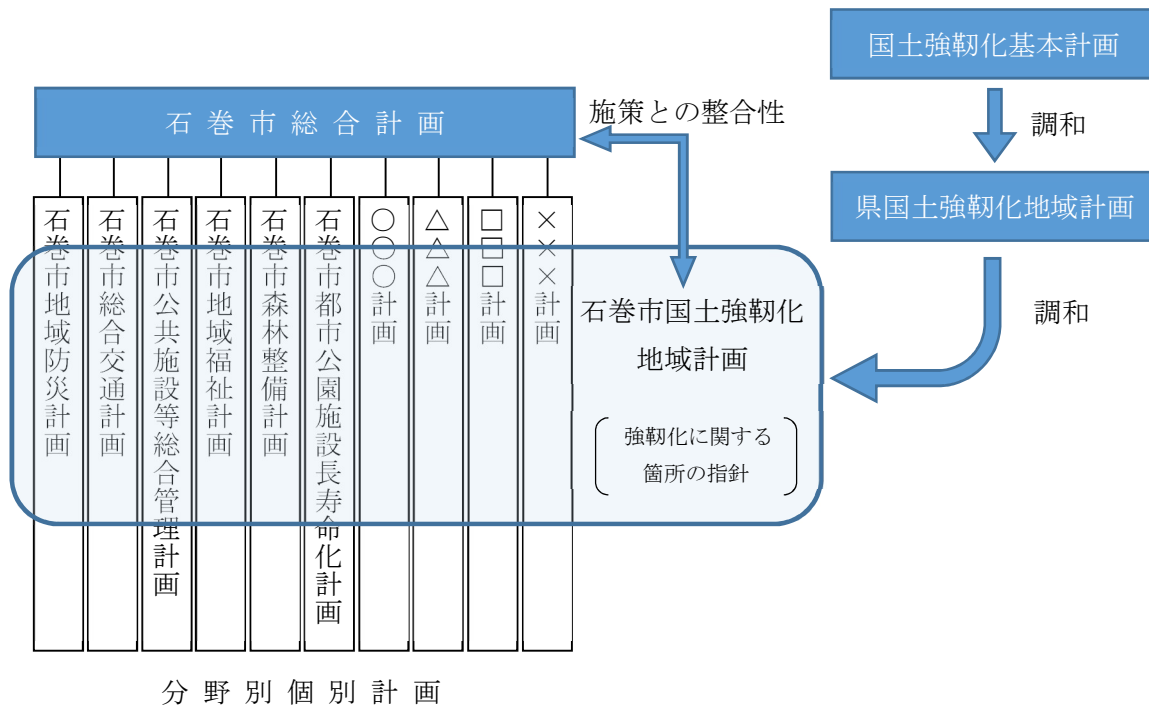 国土強靱化基本計画
石巻市総合計画
施策との整合性
調和
県国土強靱化地域計画
石巻市地域防災計画
石巻市総合交通計画
石巻市公共施設等総合管理計画
石巻市地域福祉計画
石巻市森林整備計画
石巻市都市公園施設長寿命化計画
○○○計画
△△△計画
□□□計画
×××計画
石巻市国土強靱化
地域計画
強靱化に関する
箇所の指針
調和
分野別個別計画